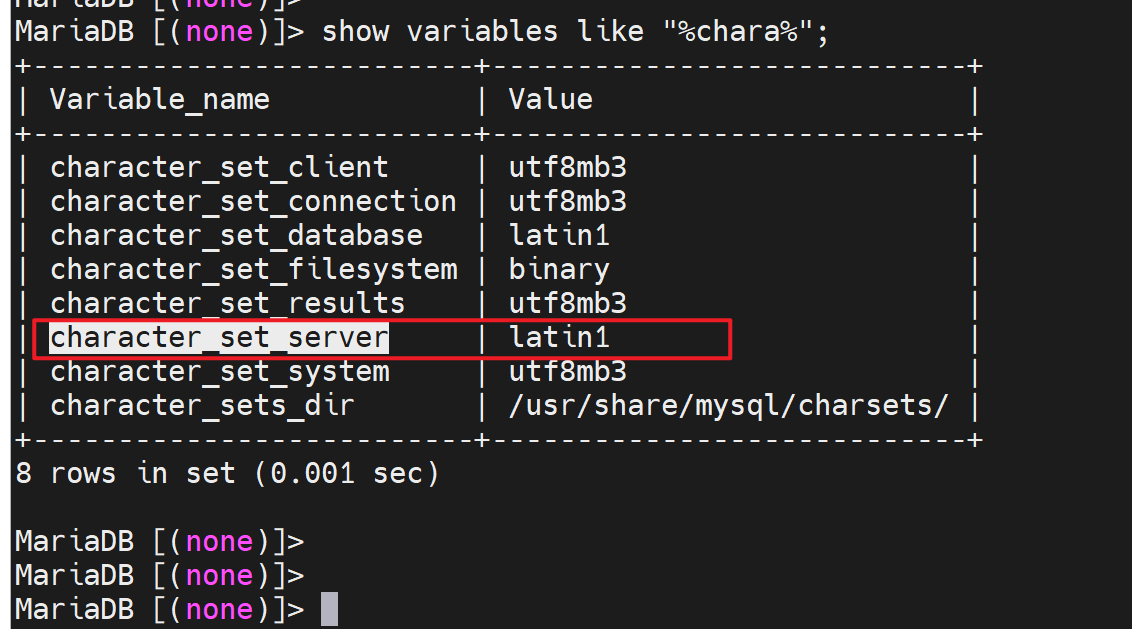 MariaDB [(none)]>
MariaDB [(none)]> show variables like "%chara%";
+--------------------------+----------------------------+
| Variable_name            | Value                      |
+--------------------------+----------------------------+
| character_set_client     | utf8mb3                    |
| character_set_connection | utf8mb3                    |
| character_set_database   | latin1                     |
| character_set_filesystem | binary                     |
| character_set_results    | utf8mb3                    |
| character_set_server     | latin1                     |
| character_set_system     | utf8mb3                    |
| character_sets_dir       | /usr/share/mysql/charsets/ |
+--------------------------+----------------------------+
8 rows in set (0.001 sec)
MariaDB [(none)]>
MariaDB [(none)]>
MariaDB [(none)]>